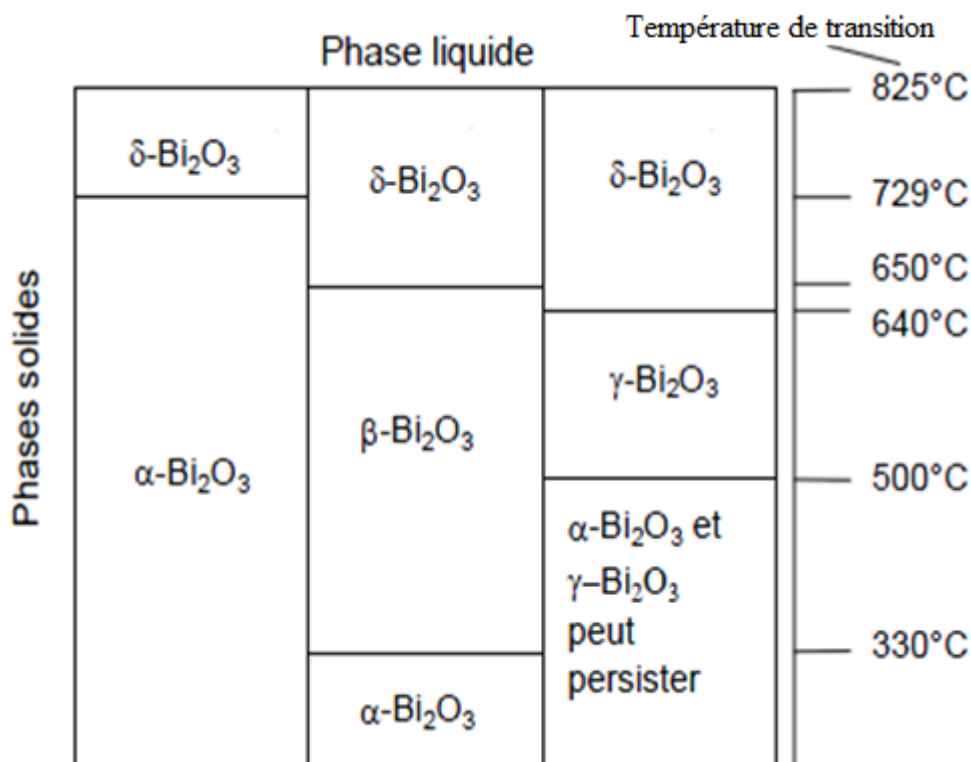 Température de transition
Phase liquide
825°C
δ-Bi₂O₃
δ-Bi₂O₃
δ-Bi₂O₃
729°C
650°C
640°C
Phases solides
γ-Bi₂O₃
β-Bi₂O₃
α-Bi₂O₃
500°C
α-Bi₂O₃ et
γ–Bi₂O₃
peut
persister
330°C
α-Bi₂O₃